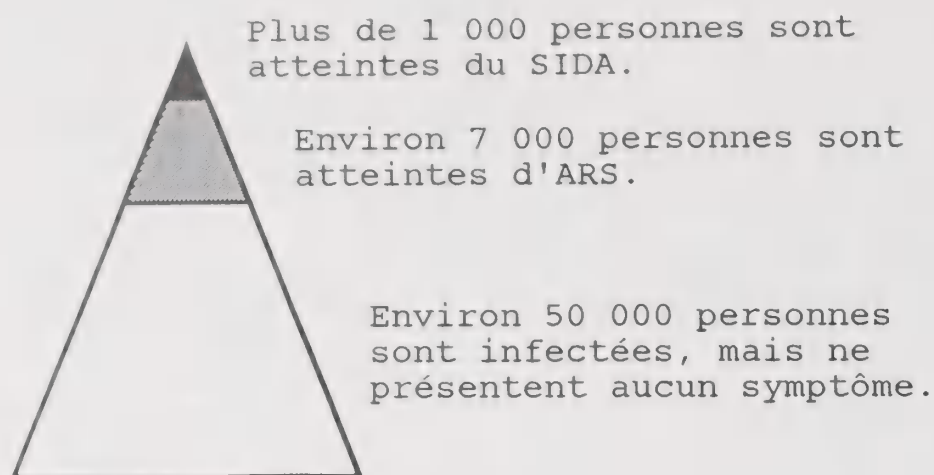 Plus de 1 000 personnes sont
atteintes du SIDA.
Environ 7 000 personnes sont
atteintes d'ARS.
Environ 50 000 personnes
sont infectées, mais ne
présentent aucun symptôme.